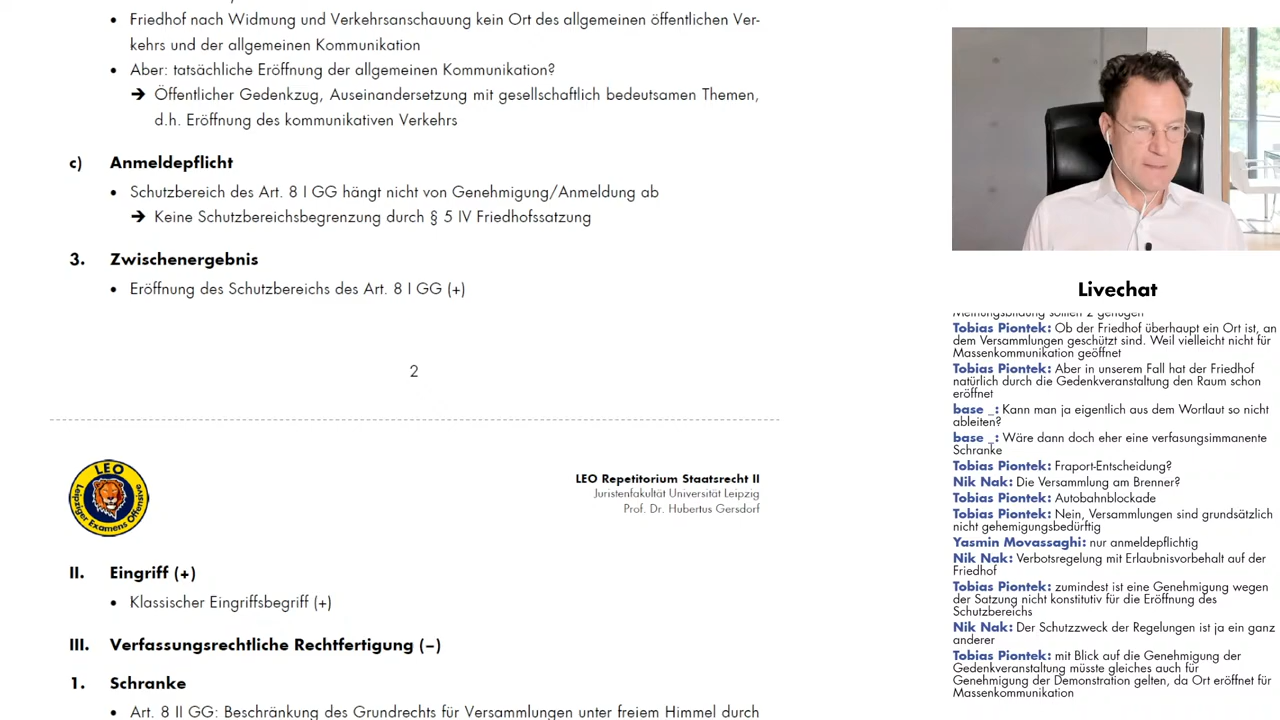 • Friedhof nach Widmung und Verkehrsanschauung kein Ort des allgemeinen öffentlichen Ver-
kehrs und der allgemeinen Kommunikation
• Aber: tatsächliche Eröffnung der allgemeinen Kommunikation?
➔ Öffentlicher Gedenkzug, Auseinandersetzung mit gesellschaftlich bedeutsamen Themen,
d.h. Eröffnung des kommunikativen Verkehrs
c) Anmeldepflicht
• Schutzbereich des Art. 8 I GG hängt nicht von Genehmigung/Anmeldung ab
➔ Keine Schutzbereichsbegrenzung durch § 5 IV Friedhofssatzung
3. Zwischenergebnis
• Eröffnung des Schutzbereichs des Art. 8 I GG (+)
2
LEO
Leipziger Examens Offensive
LEO Repetitorium Staatsrecht II
Juristenfakultät Universität Leipzig
Prof. Dr. Hubertus Gersdorf
II. Eingriff (+)
• Klassischer Eingriffsbegriff (+)
III. Verfassungsrechtliche Rechtfertigung (–)
1. Schranke
• Art. 8 II GG: Beschränkung des Grundrechts für Versammlungen unter freiem Himmel durch
Livechat
Meinungsbildung sollten 2 genügen
Tobias Piontek: Ob der Friedhof überhaupt ein Ort ist, an
dem Versammlungen geschützt sind. Weil vielleicht nicht für
Massenkommunikation geöffnet
Tobias Piontek: Aber in unserem Fall hat der Friedhof
natürlich durch die Gedenkveranstaltung den Raum schon
eröffnet
base _: Kann man ja eigentlich aus dem Wortlaut so nicht
ableiten?
base _: Wäre dann doch eher eine verfasungsimmanente
Schranke
Tobias Piontek: Fraport-Entscheidung?
Nik Nak: Die Versammlung am Brenner?
Tobias Piontek: Autobahnblockade
Tobias Piontek: Nein, Versammlungen sind grundsätzlich
nicht gehemigungsbedürftig
Yasmin Movassaghi: nur anmeldepflichtig
Nik Nak: Verbotsregelung mit Erlaubnisvorbehalt auf der
Friedhof
Tobias Piontek: zumindest ist eine Genehmigung wegen
der Satzung nicht konstitutiv für die Eröffnung des
Schutzbereichs
Nik Nak: Der Schutzzweck der Regelungen ist ja ein ganz
anderer
Tobias Piontek: mit Blick auf die Genehmigung der
Gedenkveranstaltung müsste gleiches auch für
Genehmigung der Demonstration gelten, da Ort eröffnet für
Massenkommunikation